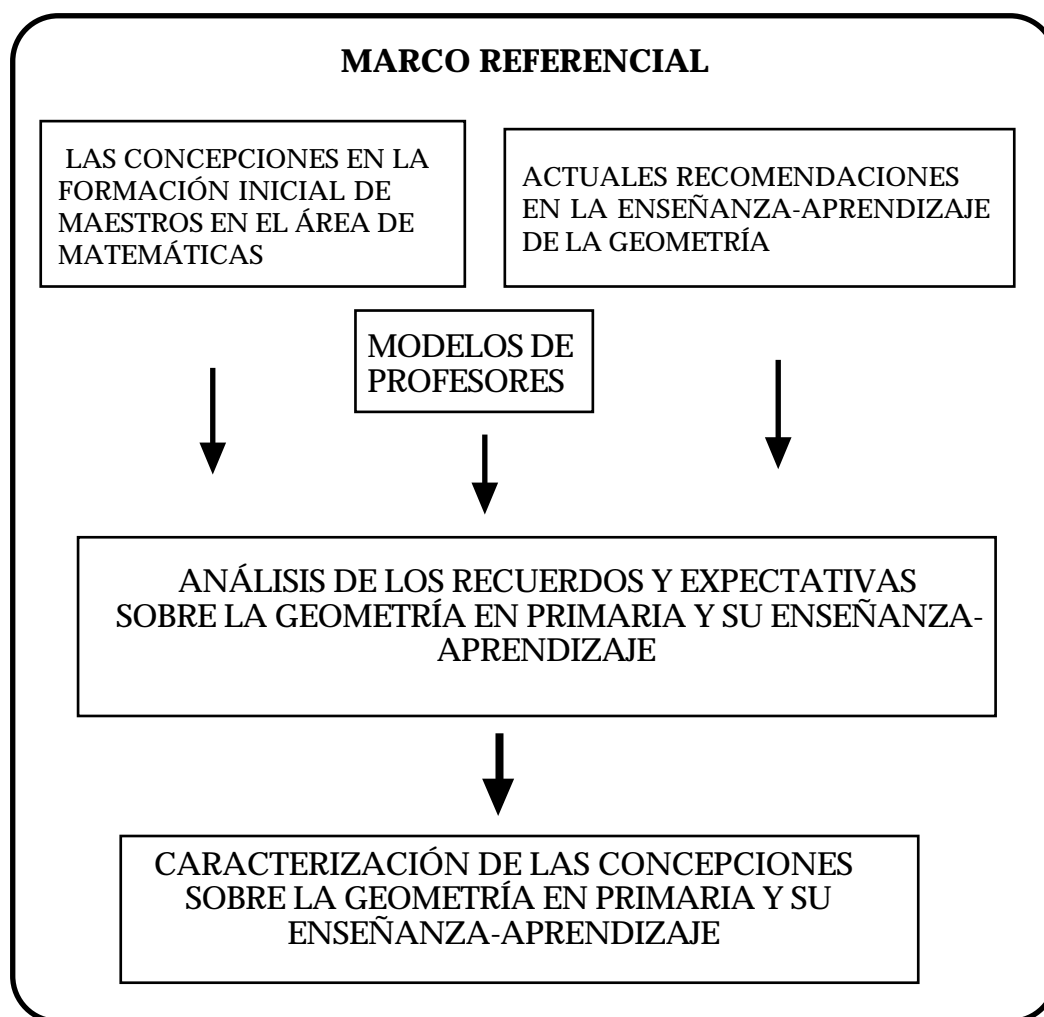 MARCO REFERENCIAL
LAS CONCEPCIONES EN LA
FORMACIÓN INICIAL DE
MAESTROS EN EL ÁREA DE
MATEMÁTICAS
ACTUALES RECOMENDACIONES
EN LA ENSEÑANZA-APRENDIZAJE
DE LA GEOMETRÍA
MODELOS DE
PROFESORES
ANÁLISIS DE LOS RECUERDOS Y EXPECTATIVAS
SOBRE LA GEOMETRÍA EN PRIMARIA Y SU ENSEÑANZA-
APRENDIZAJE
CARACTERIZACIÓN DE LAS CONCEPCIONES
SOBRE LA GEOMETRÍA EN PRIMARIA Y SU
ENSEÑANZA-APRENDIZAJE